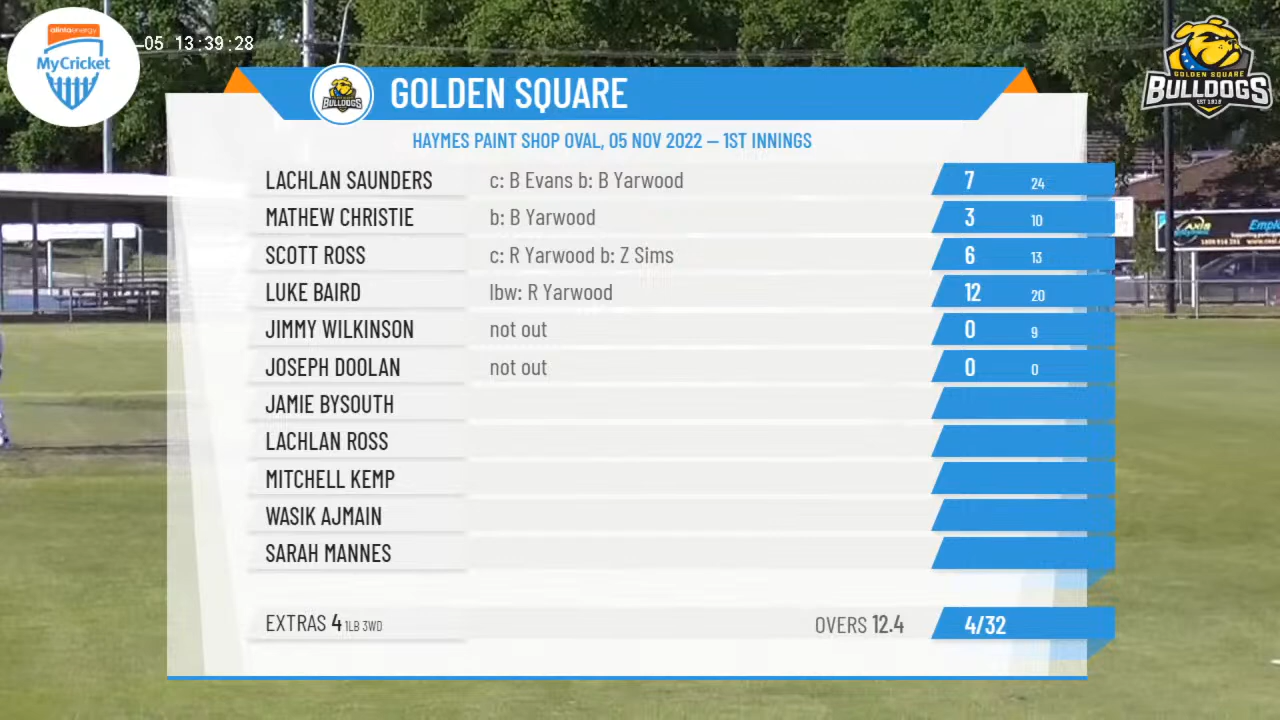 alintaenergy
MyCricket
-05 13:39:28
GOLDEN SQUARE
BULLDOGS
EST 1912
BULLDOGS
GOLDEN SQUARE
HAYMES PAINT SHOP OVAL, 05 NOV 2022 – 1ST INNINGS
LACHLAN SAUNDERS c: B Evans b: B Yarwood 7 24
MATHEW CHRISTIE b: B Yarwood 3 10
SCOTT ROSS c: R Yarwood b: Z Sims 6 13
LUKE BAIRD lbw: R Yarwood 12 20
JIMMY WILKINSON not out 0 9
JOSEPH DOOLAN not out 0 0
JAMIE BYSOUTH
LACHLAN ROSS
MITCHELL KEMP
WASIK AJMAIN
SARAH MANNES
EXTRAS 4 1LB 3WD OVERS 12.4 4/32